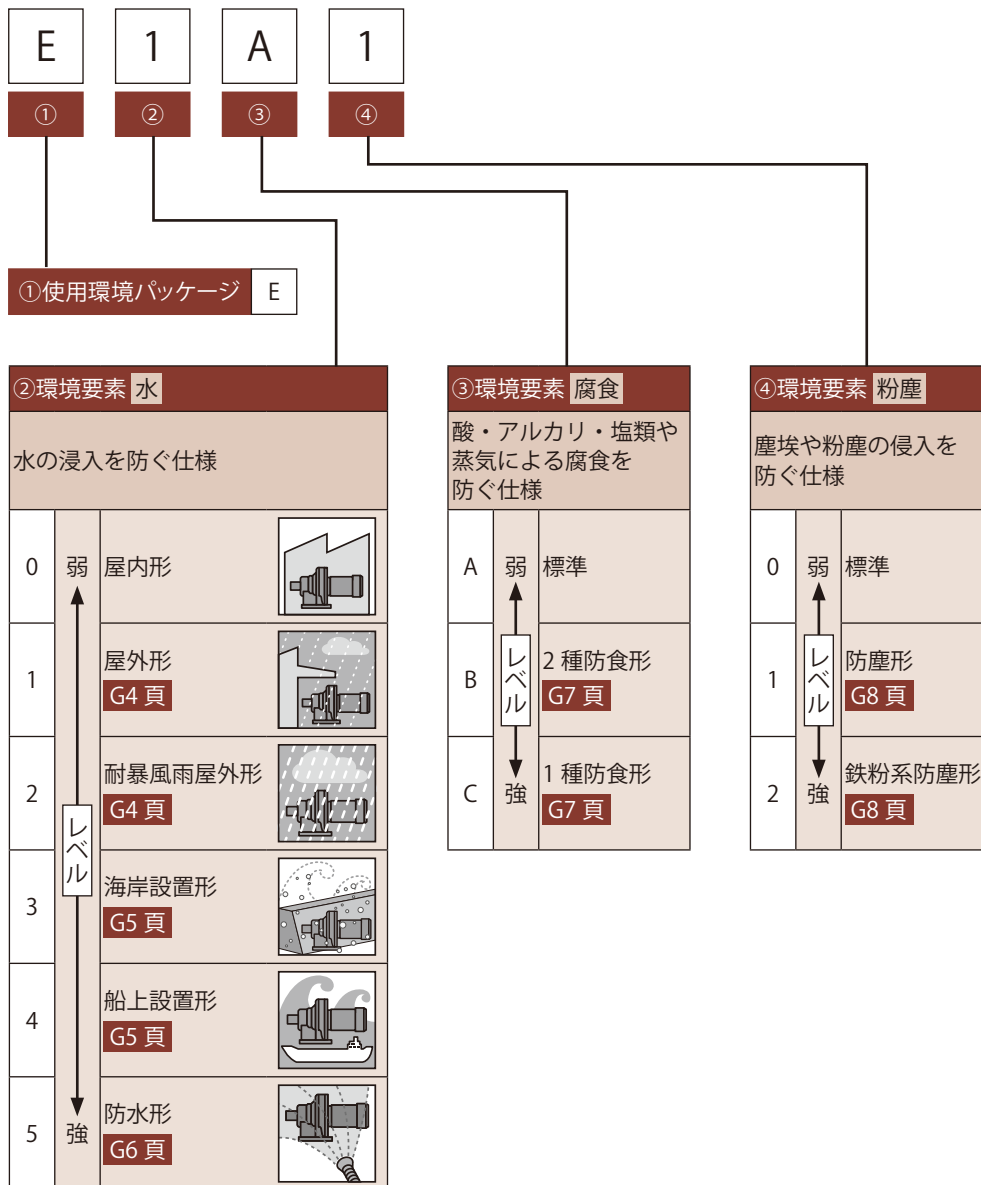 E 1 A 1
① ② ③ ④
①使用環境パッケージ E
②環境要素 水
水の浸入を防ぐ仕様
0 弱 屋内形
1 屋外形
G4 頁
2 耐暴風雨屋外形
G4 頁
レベル
3 海岸設置形
G5 頁
4 船上設置形
G5 頁
5 強 防水形
G6 頁
③環境要素 腐食
酸・アルカリ・塩類や
蒸気による腐食を
防ぐ仕様
A 弱 標準
B レベル 2 種防食形
G7 頁
C 強 1 種防食形
G7 頁
④環境要素 粉塵
塵埃や粉塵の侵入を
防ぐ仕様
0 弱 標準
1 レベル 防塵形
G8 頁
2 強 鉄粉系防塵形
G8 頁